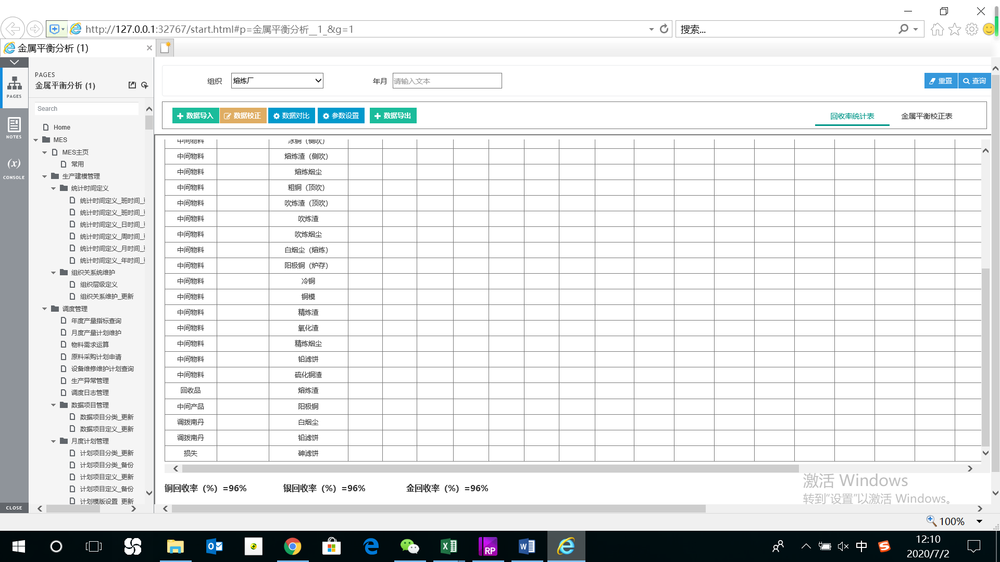 http://127.0.0.1:32767/start.html#p=金属平衡分析__1_&g=1
搜索...
金属平衡分析 (1)
PAGES
NOTES
(x)
CONSOLE
CLOSE
PAGES
金属平衡分析 (1)
Search
Home
MES
MES主页
常用
生产建模管理
统计时间定义
统计时间定义_班时间_
统计时间定义_班时间_
统计时间定义_日时间_
统计时间定义_周时间_
统计时间定义_月时间_
统计时间定义_年时间_
组织关系统维护
组织层级定义
组织关系维护_更新
调度管理
年度产量指标查询
月度产量计划维护
物料需求运算
原料采购计划申请
设备维修维护计划查询
生产异常管理
调度日志管理
数据项目管理
数据项目分类_更新
数据项目定义_更新
月度计划管理
计划项目分类_更新
计划项目分类_备份
计划项目定义_更新
计划项目定义_备份
计划模版设置_更新
组织 熔炼厂 年月 请输入文本 重置 查询
数据导入 数据校正 数据对比 参数设置 数据导出 回收率统计表 金属平衡校正表
中间物料 冰铜（侧吹）
中间物料 熔炼渣（侧吹）
中间物料 熔炼烟尘
中间物料 粗铜（顶吹）
中间物料 吹炼渣（顶吹）
中间物料 吹炼渣
中间物料 吹炼烟尘
中间物料 白烟尘（熔炼）
中间物料 阳极铜（炉存）
中间物料 冷铜
中间物料 铜模
中间物料 精炼渣
中间物料 氧化渣
中间物料 精炼烟尘
中间物料 铅滤饼
中间物料 硫化铜渣
回收品 熔炼渣
中间产品 阳极铜
调拨南丹 白烟尘
调拨南丹 铅滤饼
损失 砷滤饼
铜回收率（%）=96% 银回收率（%）=96% 金回收率（%）=96%
激活 Windows
转到“设置”以激活 Windows。
100%
中
12:10
2020/7/2